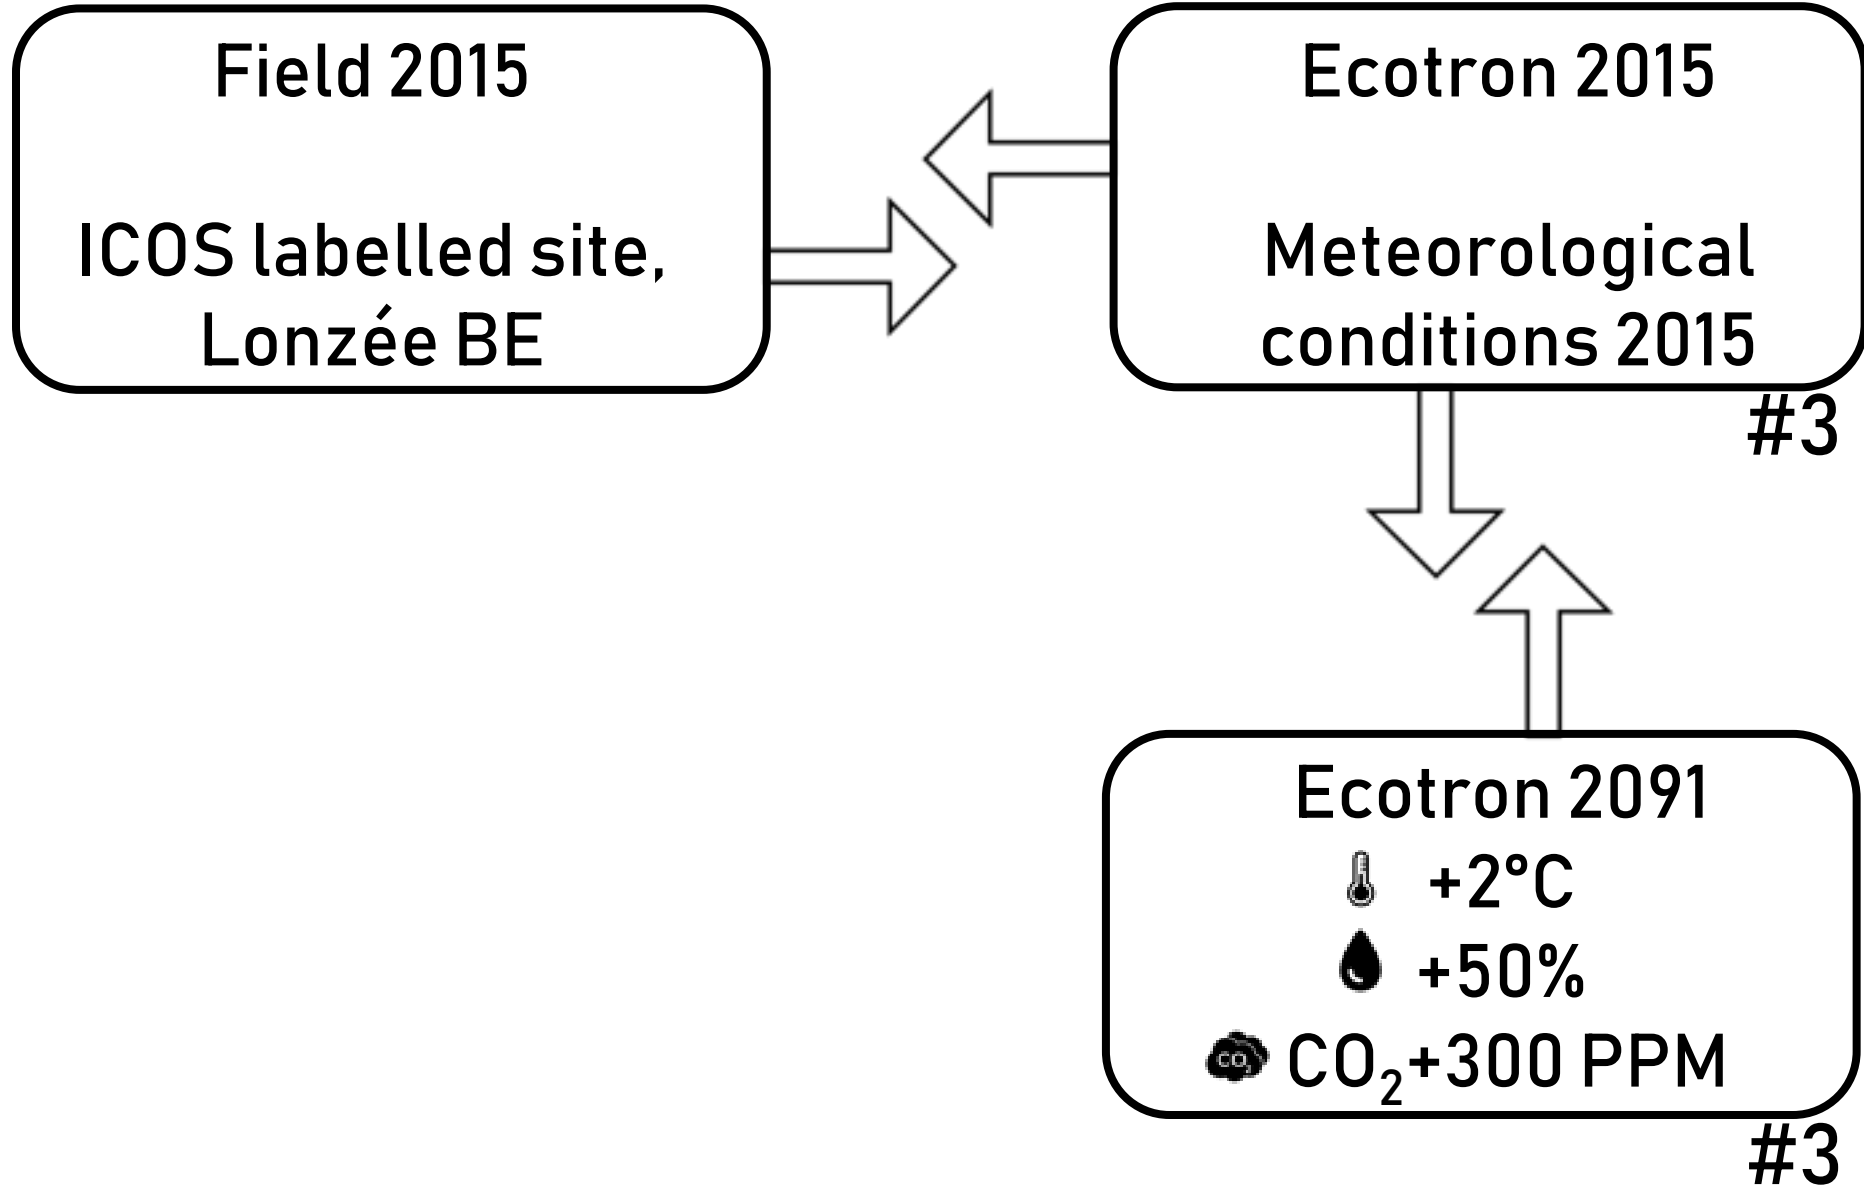 Field 2015
ICOS labelled site,
Lonzée BE
Ecotron 2015
Meteorological
conditions 2015
#3
Ecotron 2091
+2°C
+50%
CO₂ CO₂+300 PPM
#3